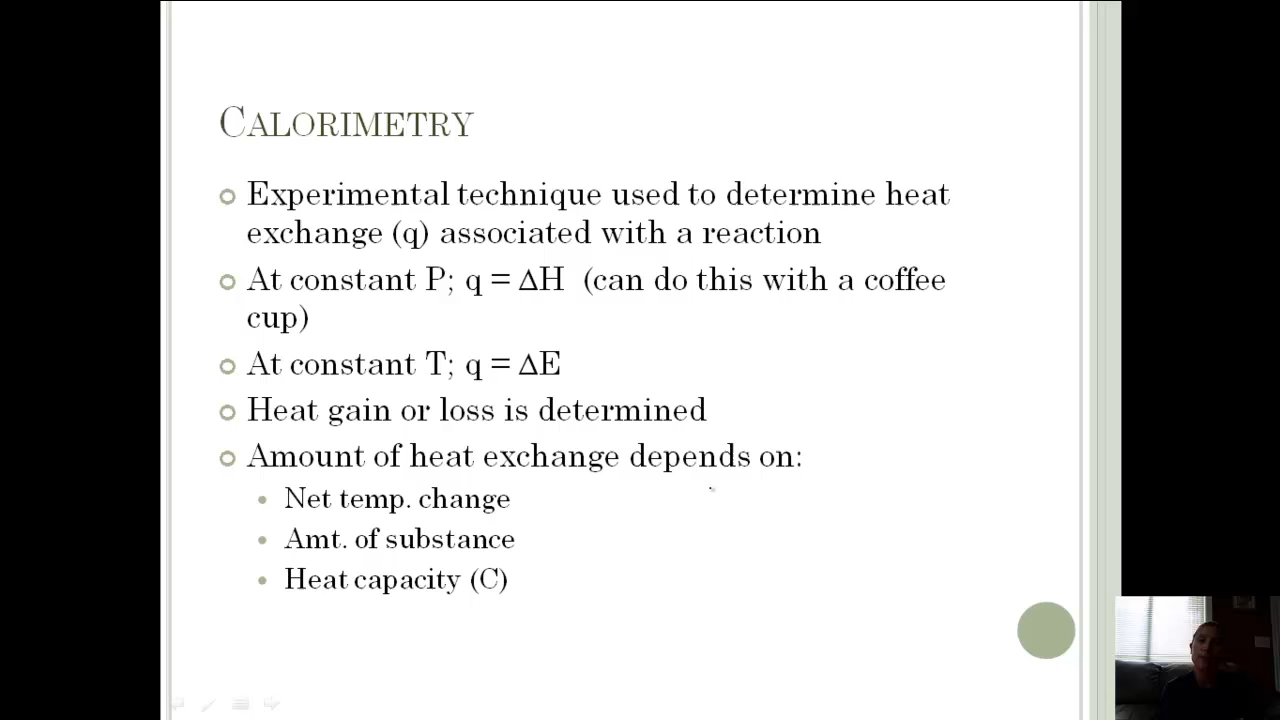 CALORIMETRY
Experimental technique used to determine heat
exchange (q) associated with a reaction
At constant P; q = ∆H (can do this with a coffee
cup)
At constant T; q = ∆E
Heat gain or loss is determined
Amount of heat exchange depends on:
Net temp. change
Amt. of substance
Heat capacity (C)